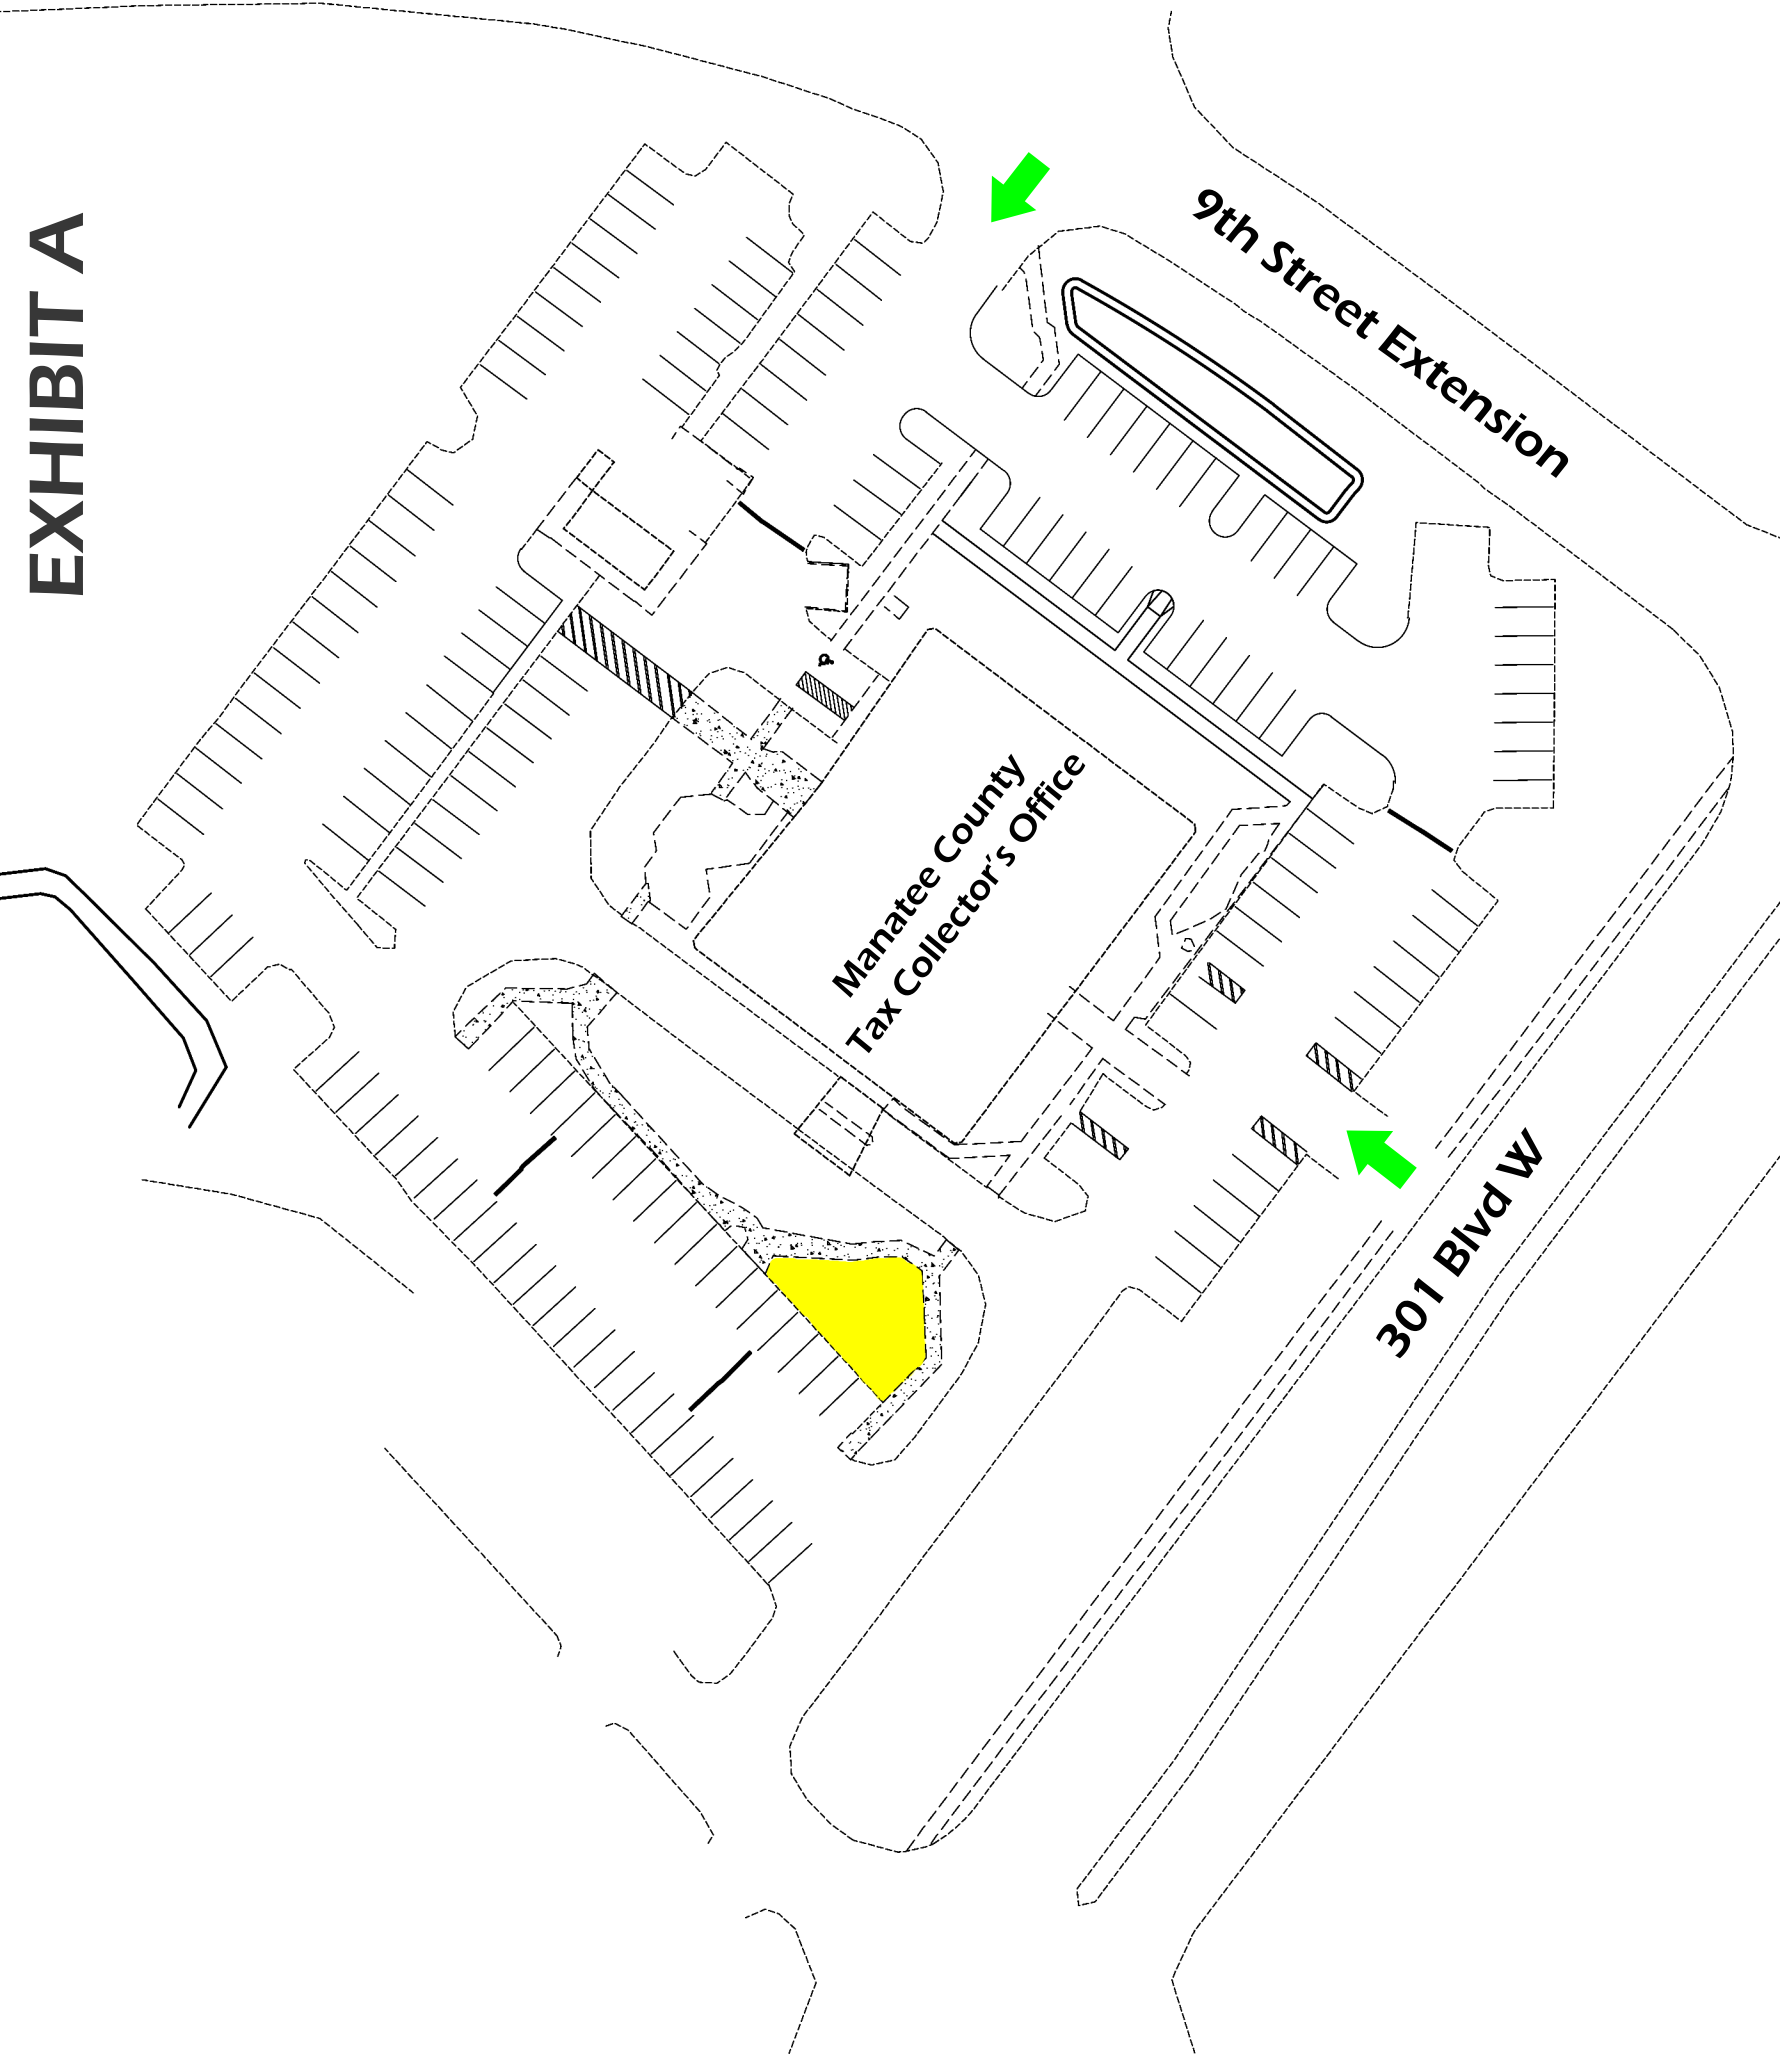 EXHIBIT A
9th Street Extension
Manatee County
Tax Collector’s Office
301 Blvd W